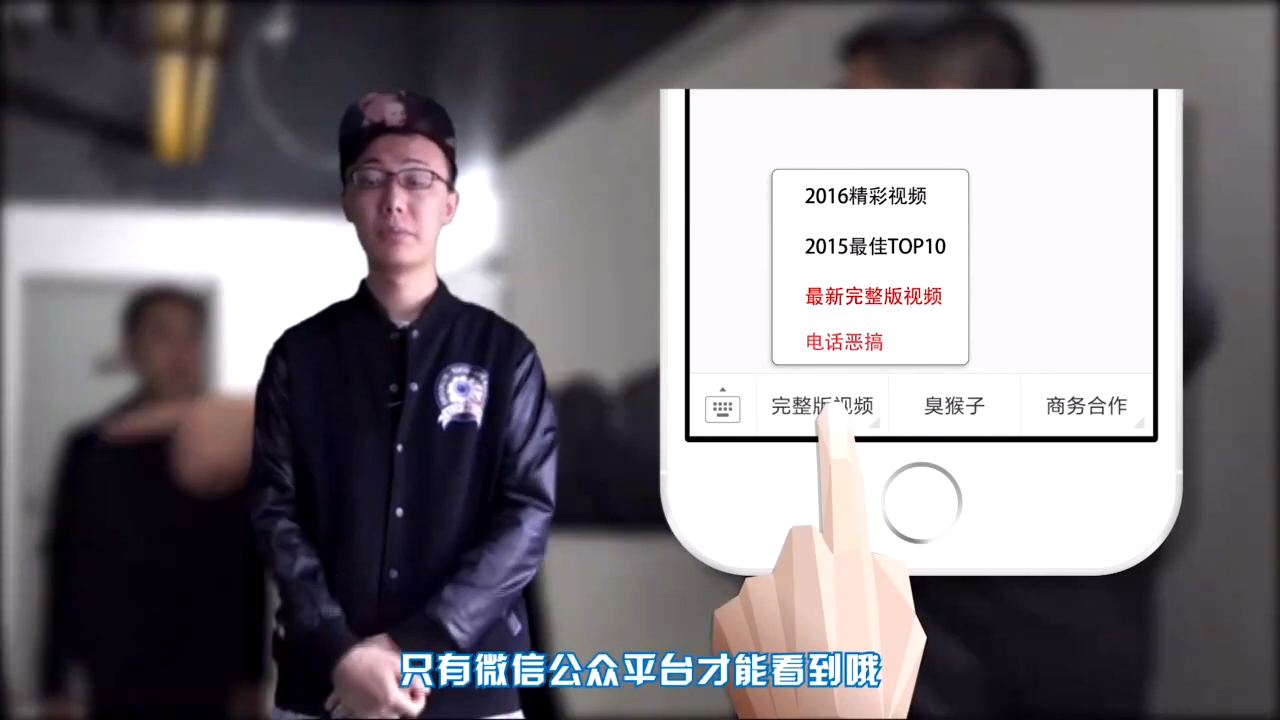 2016精彩视频
2015最佳TOP10
最新完整版视频
电话恶搞
完整版视频
臭猴子
商务合作
只有微信公众平台才能看到哦